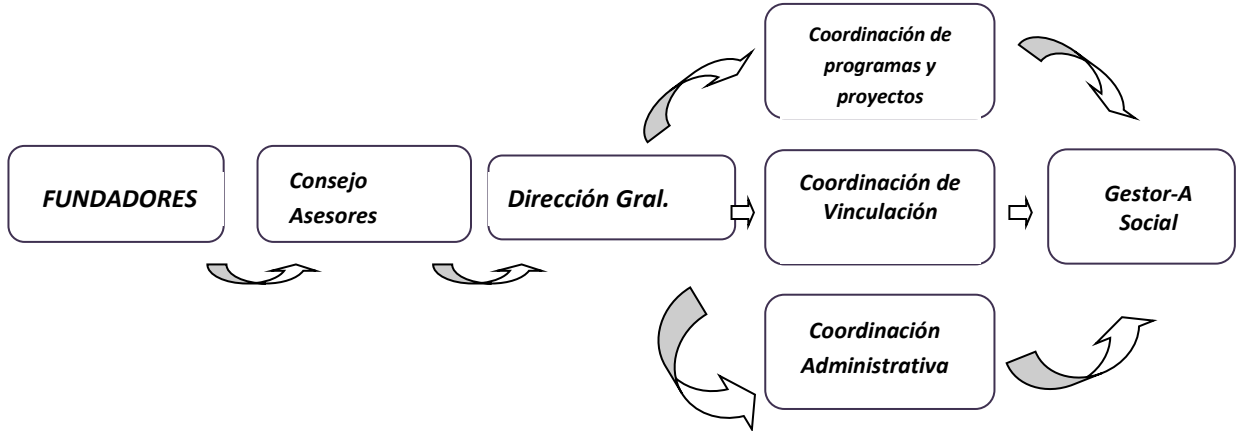 FUNDADORES
Consejo
Asesores
Dirección Gral.
Coordinación de
programas y
proyectos
Coordinación de
Vinculación
Coordinación
Administrativa
Gestor-A
Social